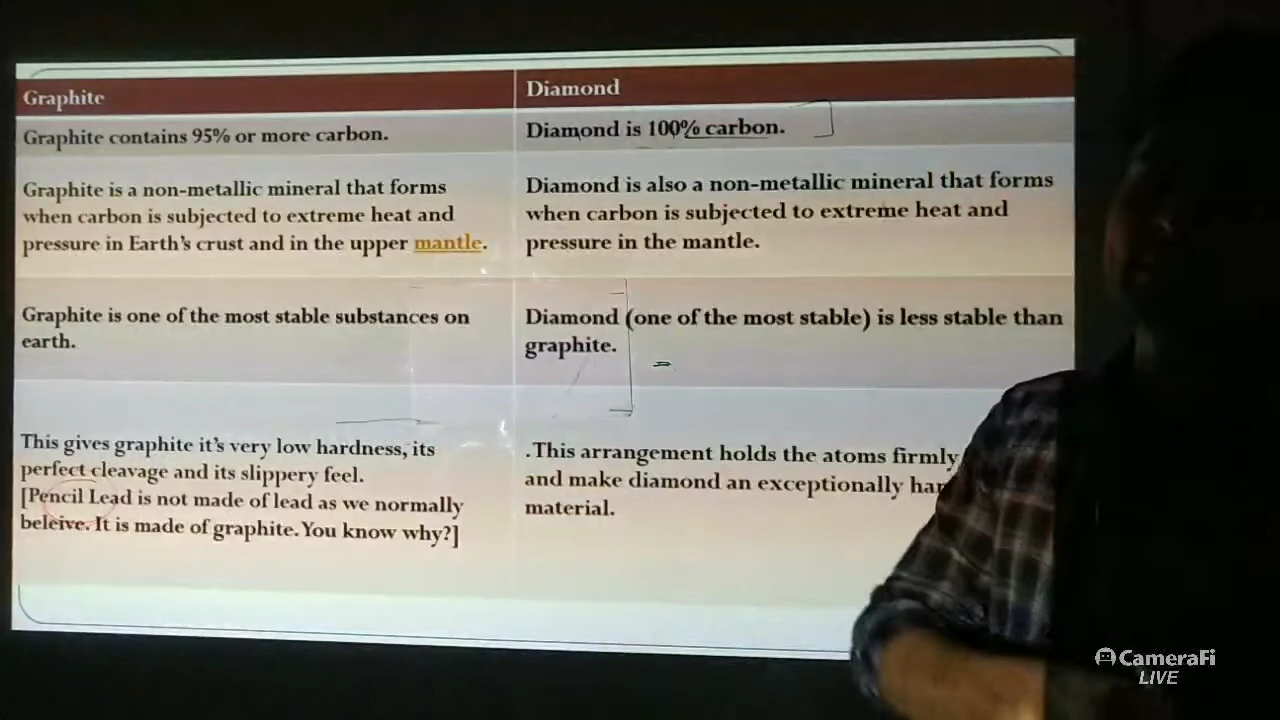 Graphite
Diamond
Graphite contains 95% or more carbon.
Diamond is 100% carbon.
Graphite is a non-metallic mineral that forms
when carbon is subjected to extreme heat and
pressure in Earth's crust and in the upper mantle.
Diamond is also a non-metallic mineral that forms
when carbon is subjected to extreme heat and
pressure in the mantle.
Graphite is one of the most stable substances on
earth.
Diamond (one of the most stable) is less stable than
graphite.
This gives graphite it's very low hardness, its
perfect cleavage and its slippery feel.
[Pencil Lead is not made of lead as we normally
beleive. It is made of graphite. You know why?]
. This arrangement holds the atoms firmly
and make diamond an exceptionally
material.
CameraFi
LIVE